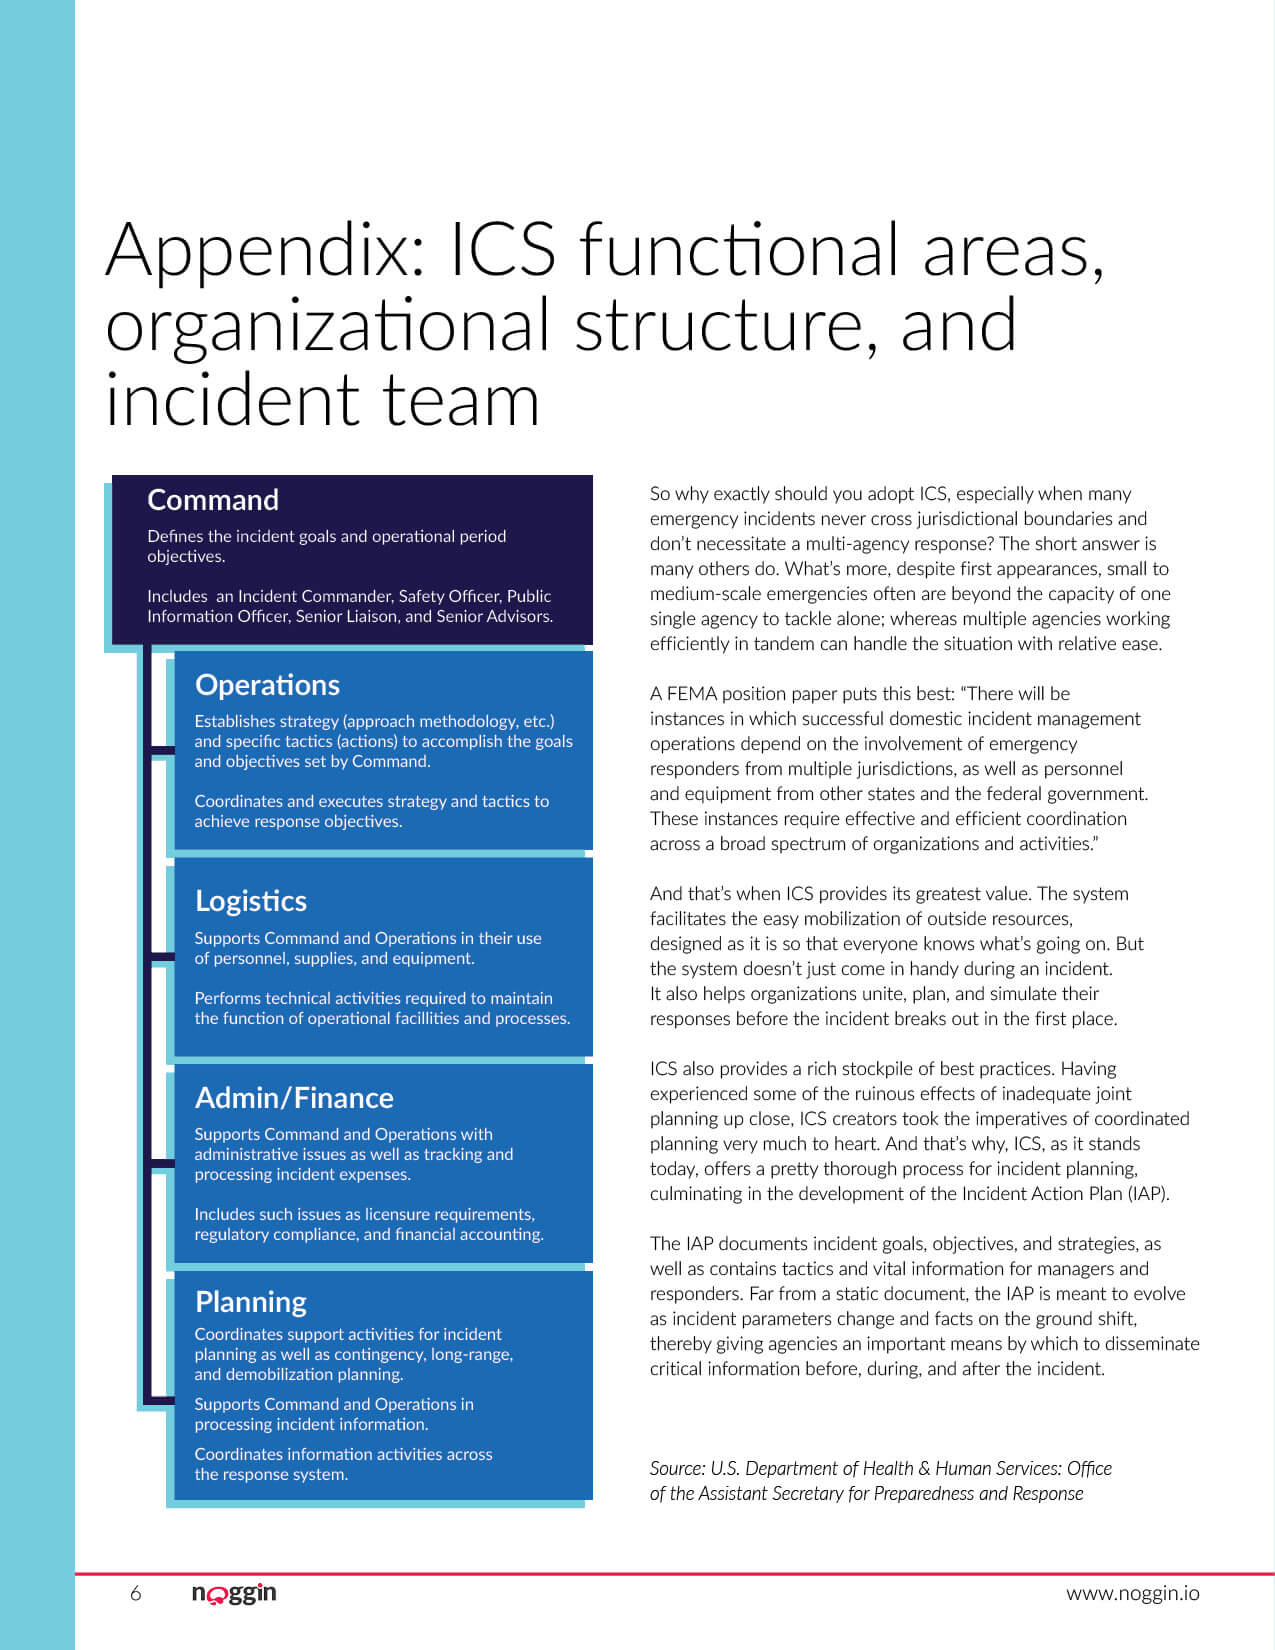 Appendix: ICS functional areas,
organizational structure, and
incident team
Command
Defines the incident goals and operational period
objectives.
Includes an Incident Commander, Safety Officer, Public
Information Officer, Senior Liaison, and Senior Advisors.
Operations
Establishes strategy (approach methodology, etc.)
and specific tactics (actions) to accomplish the goals
and objectives set by Command.
Coordinates and executes strategy and tactics to
achieve response objectives.
Logistics
Supports Command and Operations in their use
of personnel, supplies, and equipment.
Performs technical activities required to maintain
the function of operational facillities and processes.
Admin/Finance
Supports Command and Operations with
administrative issues as well as tracking and
processing incident expenses.
Includes such issues as licensure requirements,
regulatory compliance, and financial accounting.
Planning
Coordinates support activities for incident
planning as well as contingency, long-range,
and demobilization planning.
Supports Command and Operations in
processing incident information.
Coordinates information activities across
the response system.
So why exactly should you adopt ICS, especially when many
emergency incidents never cross jurisdictional boundaries and
don’t necessitate a multi-agency response? The short answer is
many others do. What’s more, despite first appearances, small to
medium-scale emergencies often are beyond the capacity of one
single agency to tackle alone; whereas multiple agencies working
efficiently in tandem can handle the situation with relative ease.
A FEMA position paper puts this best: “There will be
instances in which successful domestic incident management
operations depend on the involvement of emergency
responders from multiple jurisdictions, as well as personnel
and equipment from other states and the federal government.
These instances require effective and efficient coordination
across a broad spectrum of organizations and activities.”
And that’s when ICS provides its greatest value. The system
facilitates the easy mobilization of outside resources,
designed as it is so that everyone knows what’s going on. But
the system doesn’t just come in handy during an incident.
It also helps organizations unite, plan, and simulate their
responses before the incident breaks out in the first place.
ICS also provides a rich stockpile of best practices. Having
experienced some of the ruinous effects of inadequate joint
planning up close, ICS creators took the imperatives of coordinated
planning very much to heart. And that’s why, ICS, as it stands
today, offers a pretty thorough process for incident planning,
culminating in the development of the Incident Action Plan (IAP).
The IAP documents incident goals, objectives, and strategies, as
well as contains tactics and vital information for managers and
responders. Far from a static document, the IAP is meant to evolve
as incident parameters change and facts on the ground shift,
thereby giving agencies an important means by which to disseminate
critical information before, during, and after the incident.
Source: U.S. Department of Health & Human Services: Office
of the Assistant Secretary for Preparedness and Response
6
noggin
www.noggin.io